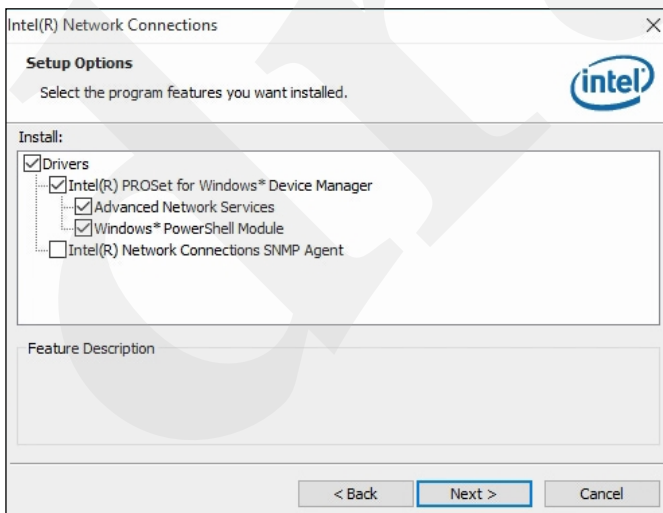 Intel(R) Network Connections
Setup Options
Select the program features you want installed.
intel
Install:
Drivers
Intel(R) PROSet for Windows* Device Manager
Advanced Network Services
Windows* PowerShell Module
Intel(R) Network Connections SNMP Agent
Feature Description
< Back Next > Cancel